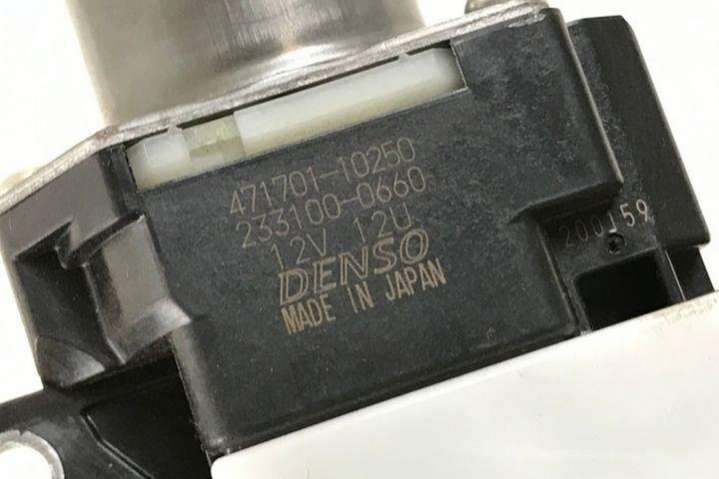 471701-10250
233100-0660
12V 12U
DENSO
MADE IN JAPAN
200159